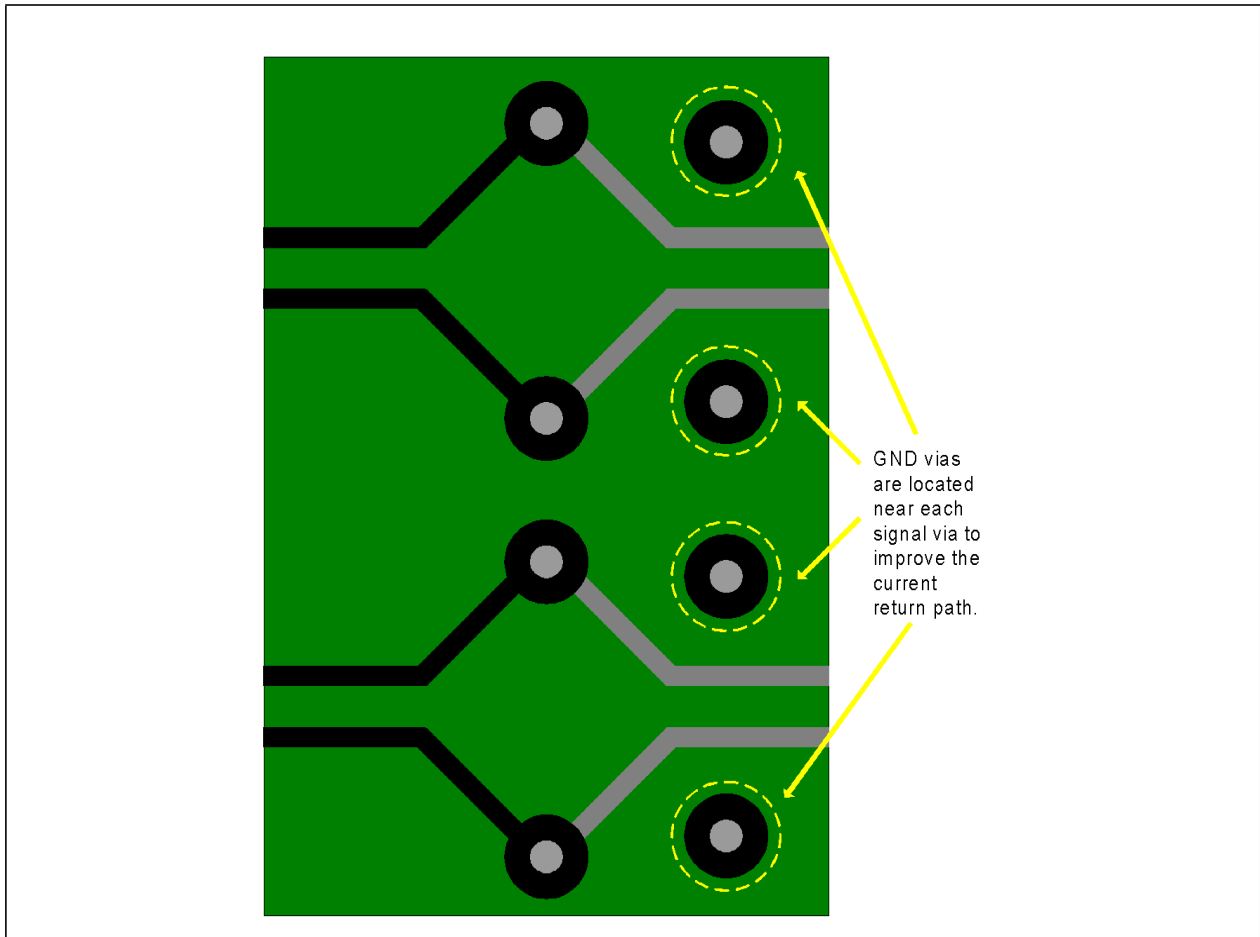 GND vias
are located
near each
signal via to
improve the
current
return path.